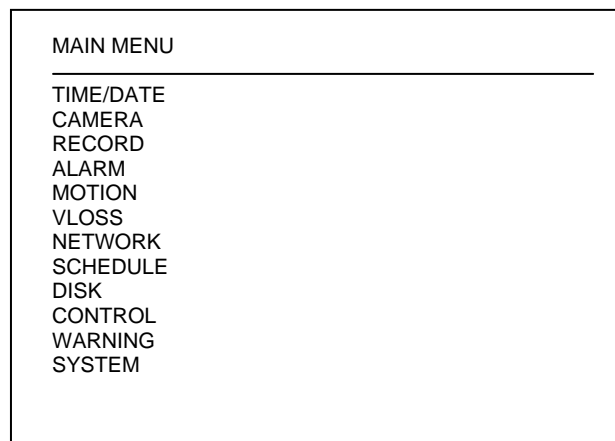 MAIN MENU
TIME/DATE
CAMERA
RECORD
ALARM
MOTION
VLOSS
NETWORK
SCHEDULE
DISK
CONTROL
WARNING
SYSTEM